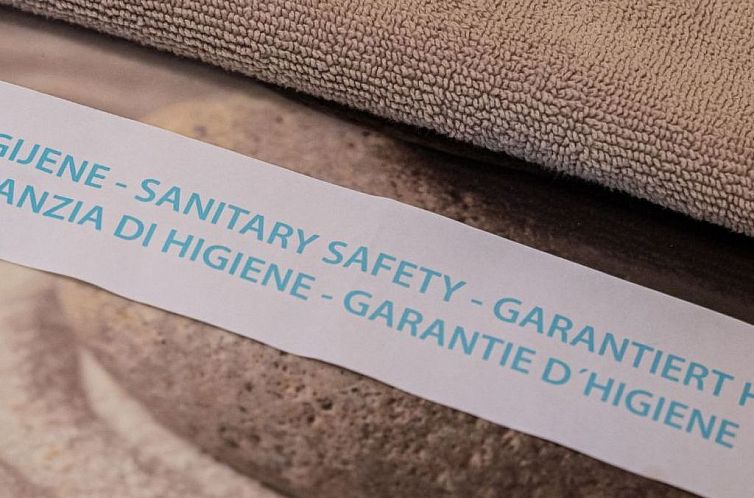 GIJENE - SANITARY SAFETY - GARANTIERT H
ANZIA DI HIGIENE - GARANTIE D´HIGIENE